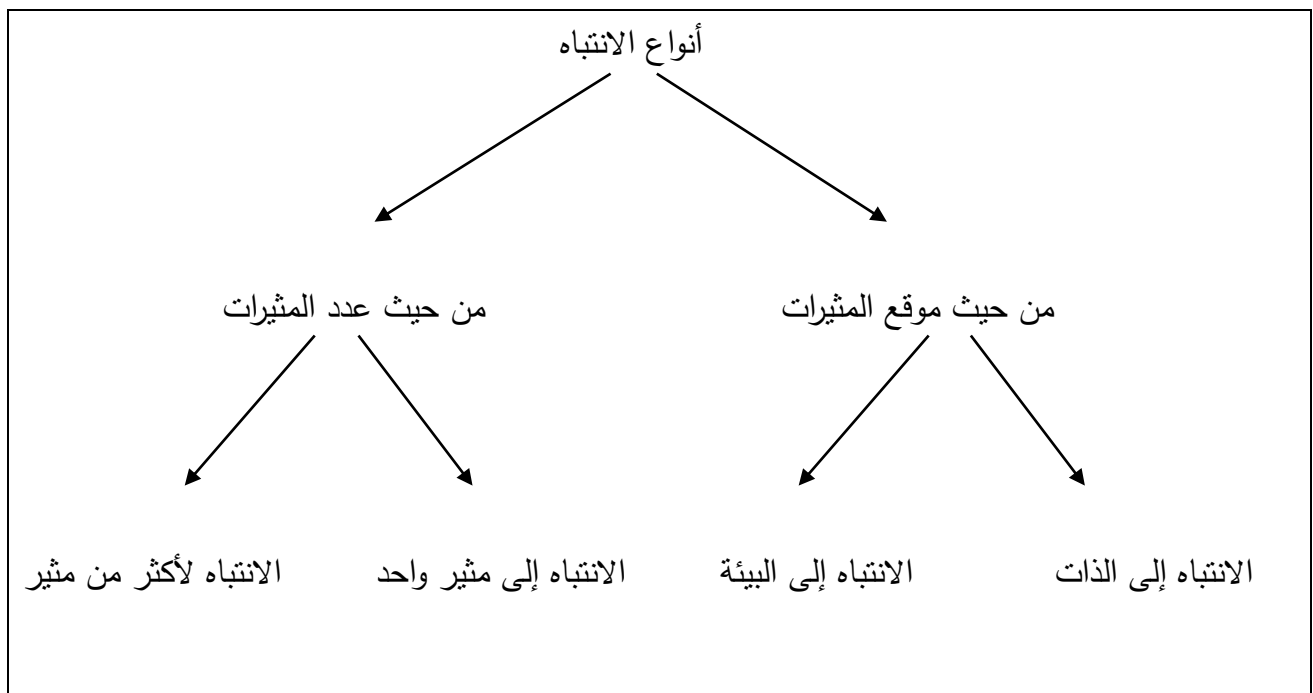 أنواع الانتباه
من حيث موقع المثيرات
من حيث عدد المثيرات
الانتباه إلى الذات
الانتباه إلى البيئة
الانتباه إلى مثير واحد
الانتباه لأكثر من مثير